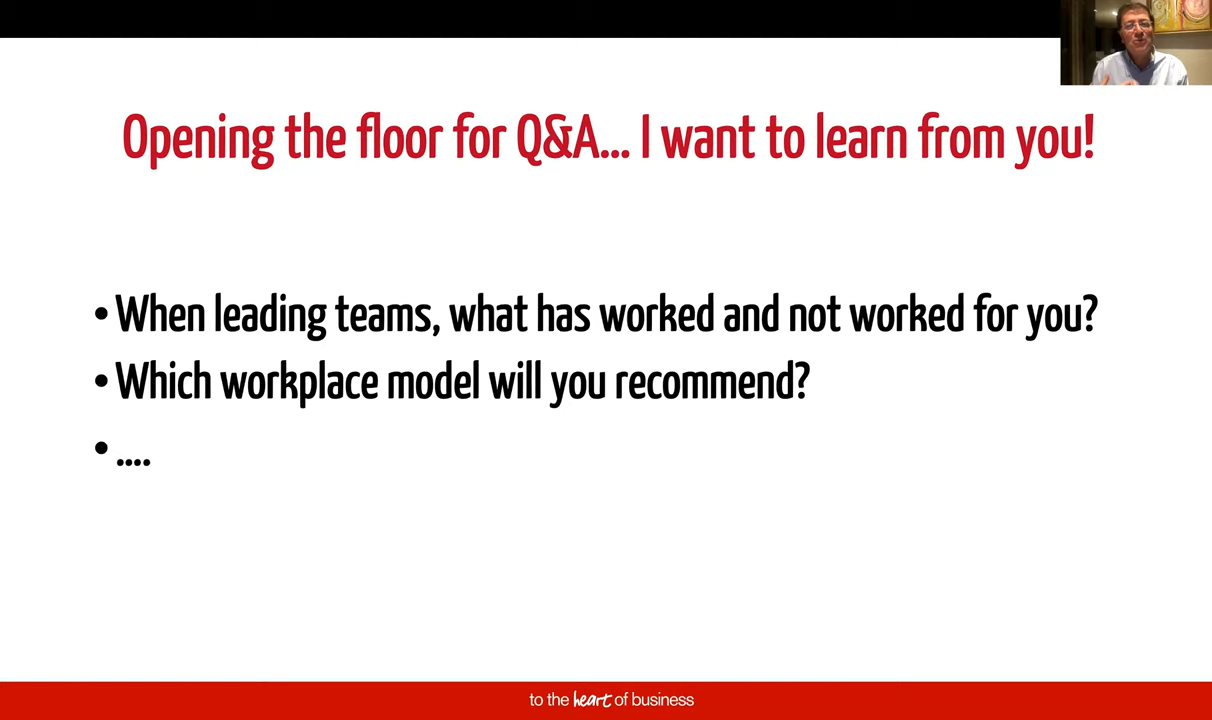 Opening the floor for Q&A... I want to learn from you!
• When leading teams, what has worked and not worked for you?
• Which workplace model will you recommend?
• ....
to the heart of business